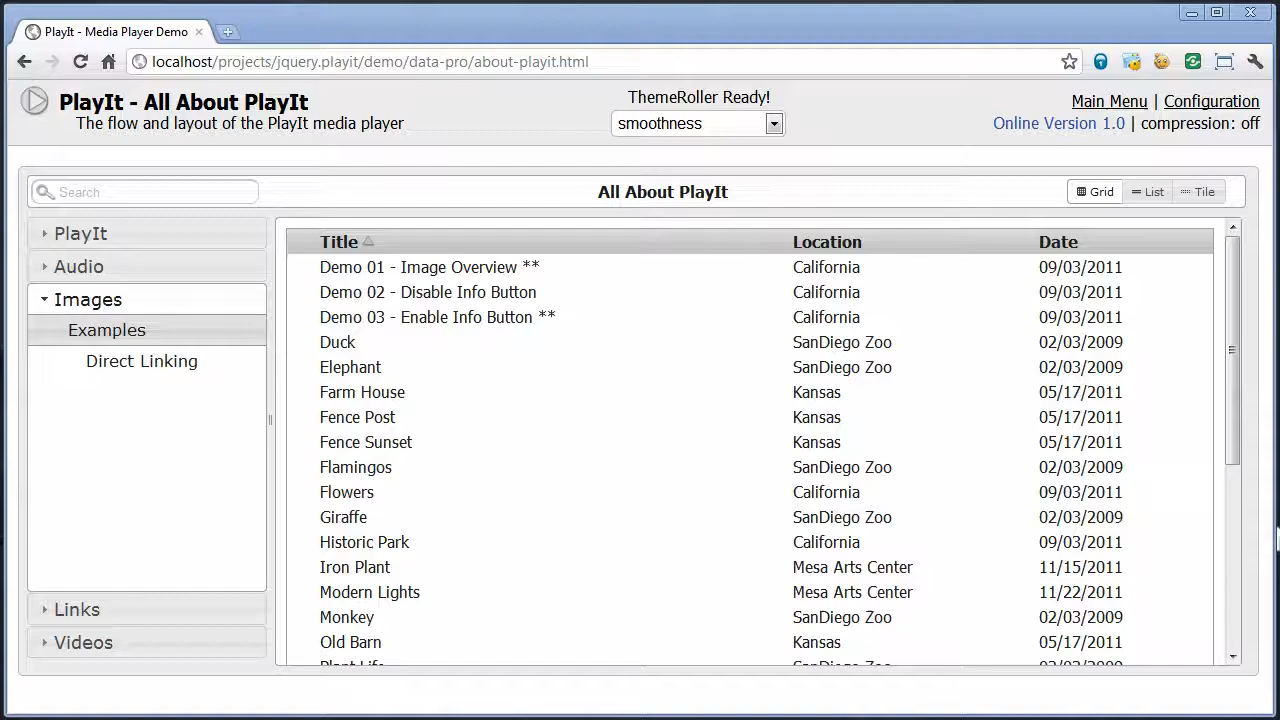 PlayIt - Media Player Demo
localhost/projects/jquery.playit/demo/data-pro/about-playit.html
PlayIt - All About PlayIt
The flow and layout of the PlayIt media player
ThemeRoller Ready!
smoothness
Main Menu | Configuration
Online Version 1.0 | compression: off
Search
All About PlayIt
Grid List Tile
PlayIt
Audio
Images
Examples
Direct Linking
Links
Videos
Title Location Date
Demo 01 - Image Overview ** California 09/03/2011
Demo 02 - Disable Info Button California 09/03/2011
Demo 03 - Enable Info Button ** California 09/03/2011
Duck SanDiego Zoo 02/03/2009
Elephant SanDiego Zoo 02/03/2009
Farm House Kansas 05/17/2011
Fence Post Kansas 05/17/2011
Fence Sunset Kansas 05/17/2011
Flamingos SanDiego Zoo 02/03/2009
Flowers California 09/03/2011
Giraffe SanDiego Zoo 02/03/2009
Historic Park California 09/03/2011
Iron Plant Mesa Arts Center 11/15/2011
Modern Lights Mesa Arts Center 11/22/2011
Monkey SanDiego Zoo 02/03/2009
Old Barn Kansas 05/17/2011
Plant Life SanDiego Zoo 02/03/2009